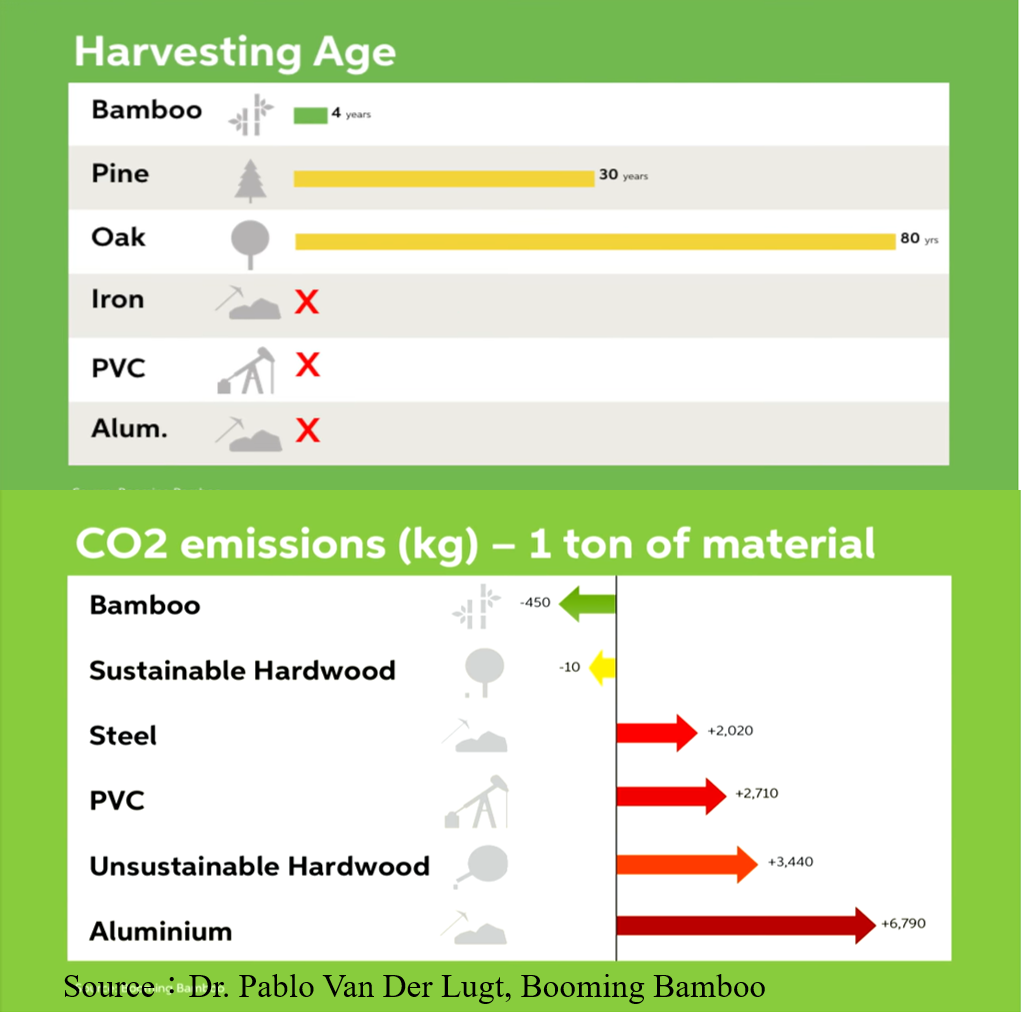 Harvesting Age
Bamboo 4 years
Pine 30 years
Oak 80 yrs
Iron X
PVC X
Alum. X
CO2 emissions (kg) – 1 ton of material
Bamboo -450
Sustainable Hardwood -10
Steel +2,020
PVC +2,710
Unsustainable Hardwood +3,440
Aluminium +6,790
Source：Dr. Pablo Van Der Lugt, Booming Bamboo